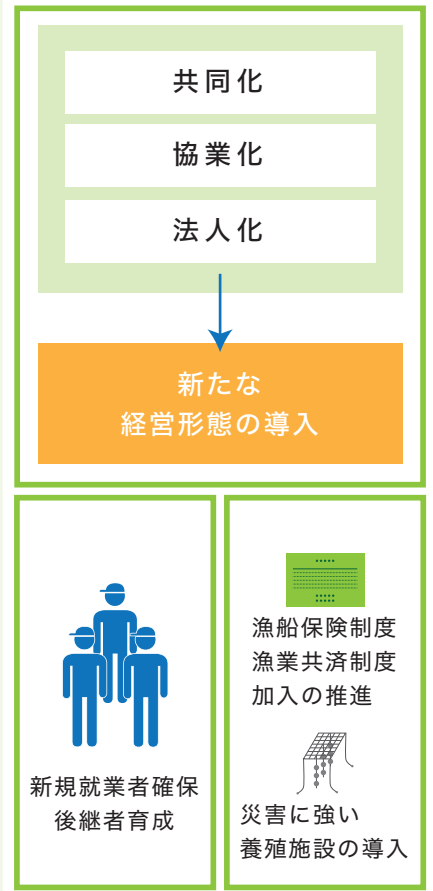 共同化
協業化
法人化
新たな
経営形態の導入
新規就業者確保
後継者育成
漁船保険制度
漁業共済制度
加入の推進
災害に強い
養殖施設の導入